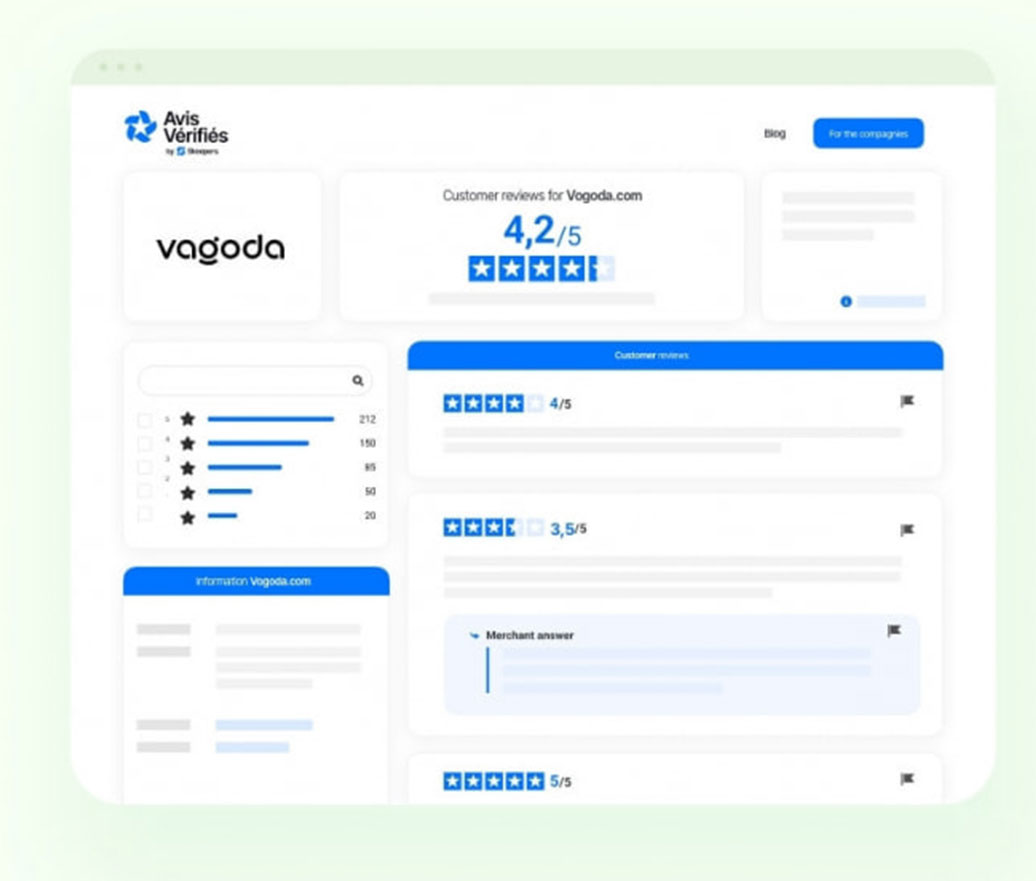 Avis
Vérifiés
by Skeepers
Blog
For the compagnies
vagoda
Customer reviews for Vogoda.com
4,2/5
Customer reviews
5 212
4 150
3 85
2 50
20
4/5
3,5/5
Information Vogoda.com
Merchant answer
5/5